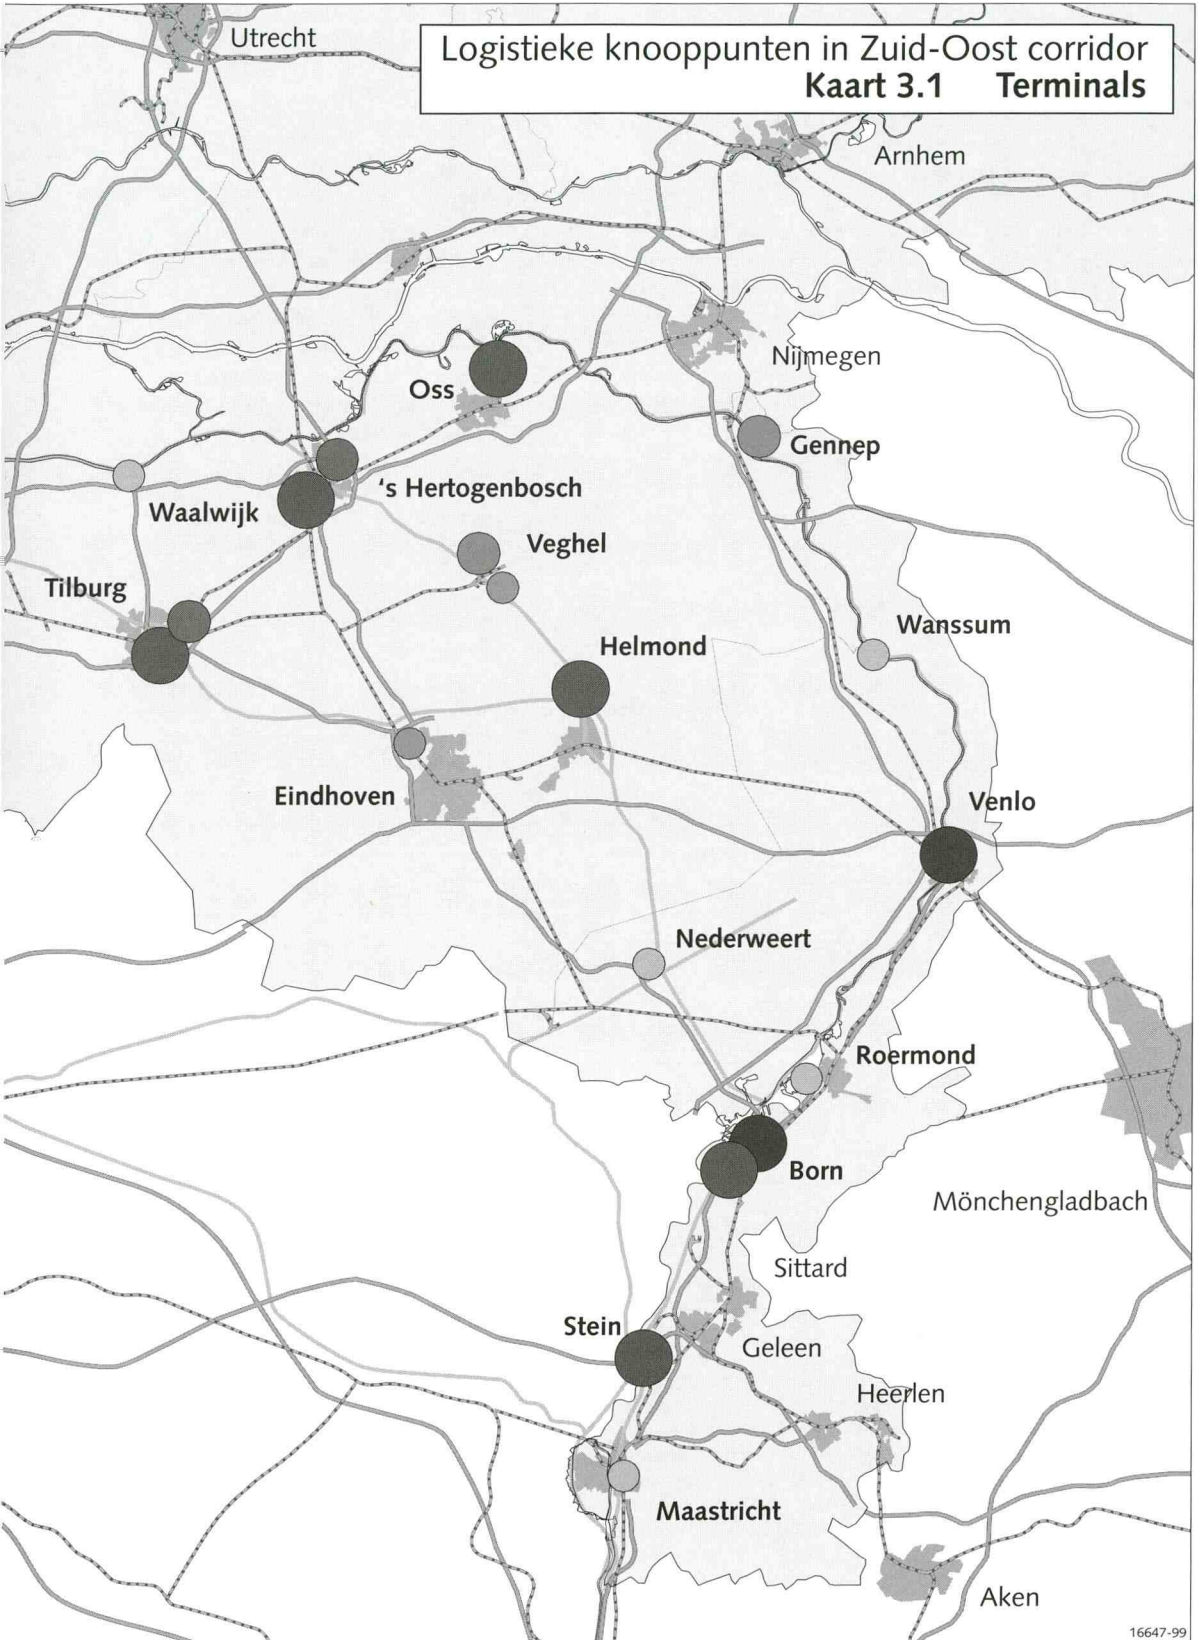 Utrecht
Logistieke knooppunten in Zuid-Oost corridor
Kaart 3.1 Terminals
Arnhem
Nijmegen
Oss
Gennep
's Hertogenbosch
Waalwijk
Veghel
Tilburg
Wanssum
Helmond
Eindhoven
Venlo
Nederweert
Roermond
Born
Mönchengladbach
Sittard
Stein
Geleen
Heerlen
Maastricht
Aken
16647-99